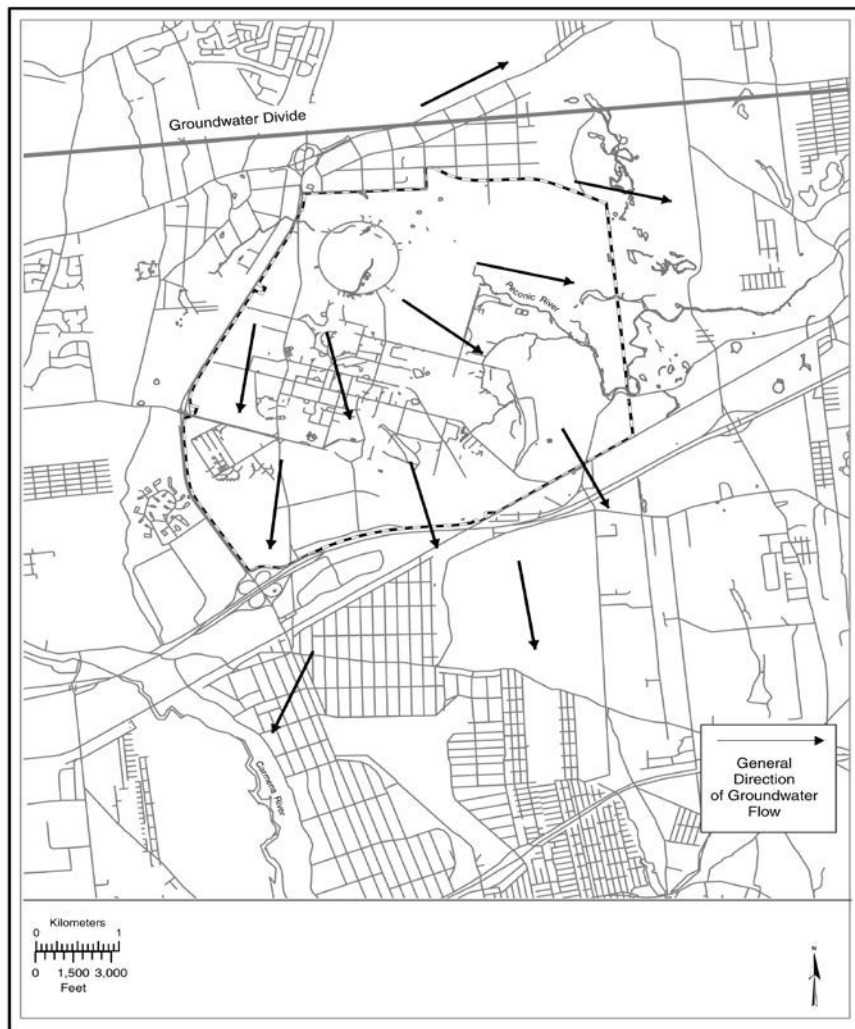 Groundwater Divide
Peconic River
Carmens River
General
Direction
of Groundwater
Flow
Kilometers
0 1
0 1,500 3,000
Feet
N